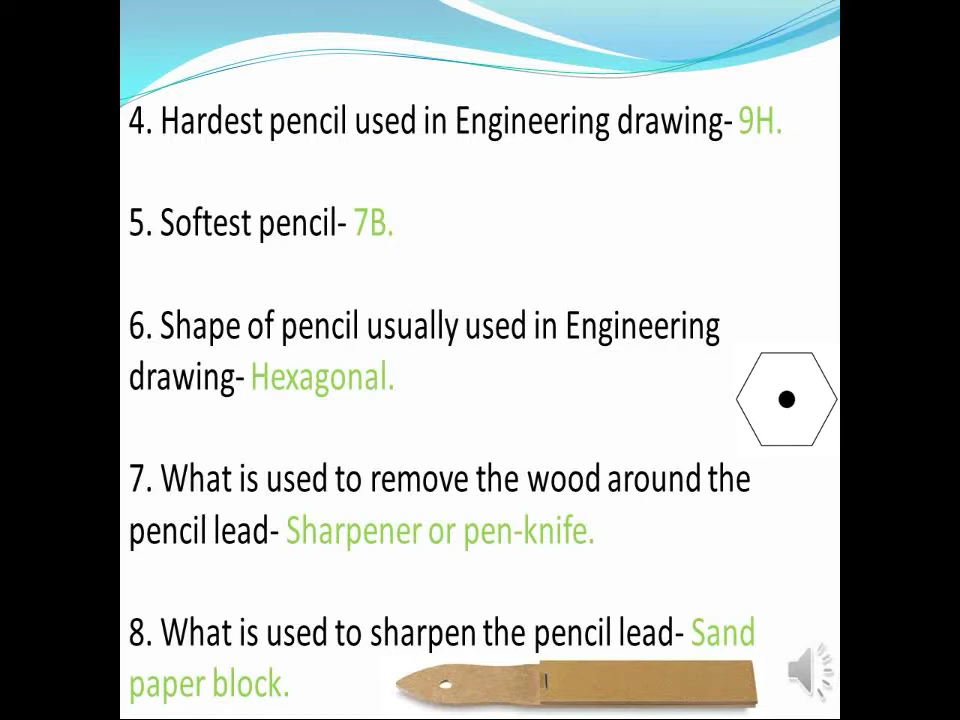 4. Hardest pencil used in Engineering drawing- 9H.
5. Softest pencil- 7B.
6. Shape of pencil usually used in Engineering
drawing- Hexagonal.
7. What is used to remove the wood around the
pencil lead- Sharpener or pen-knife.
8. What is used to sharpen the pencil lead- Sand
paper block.